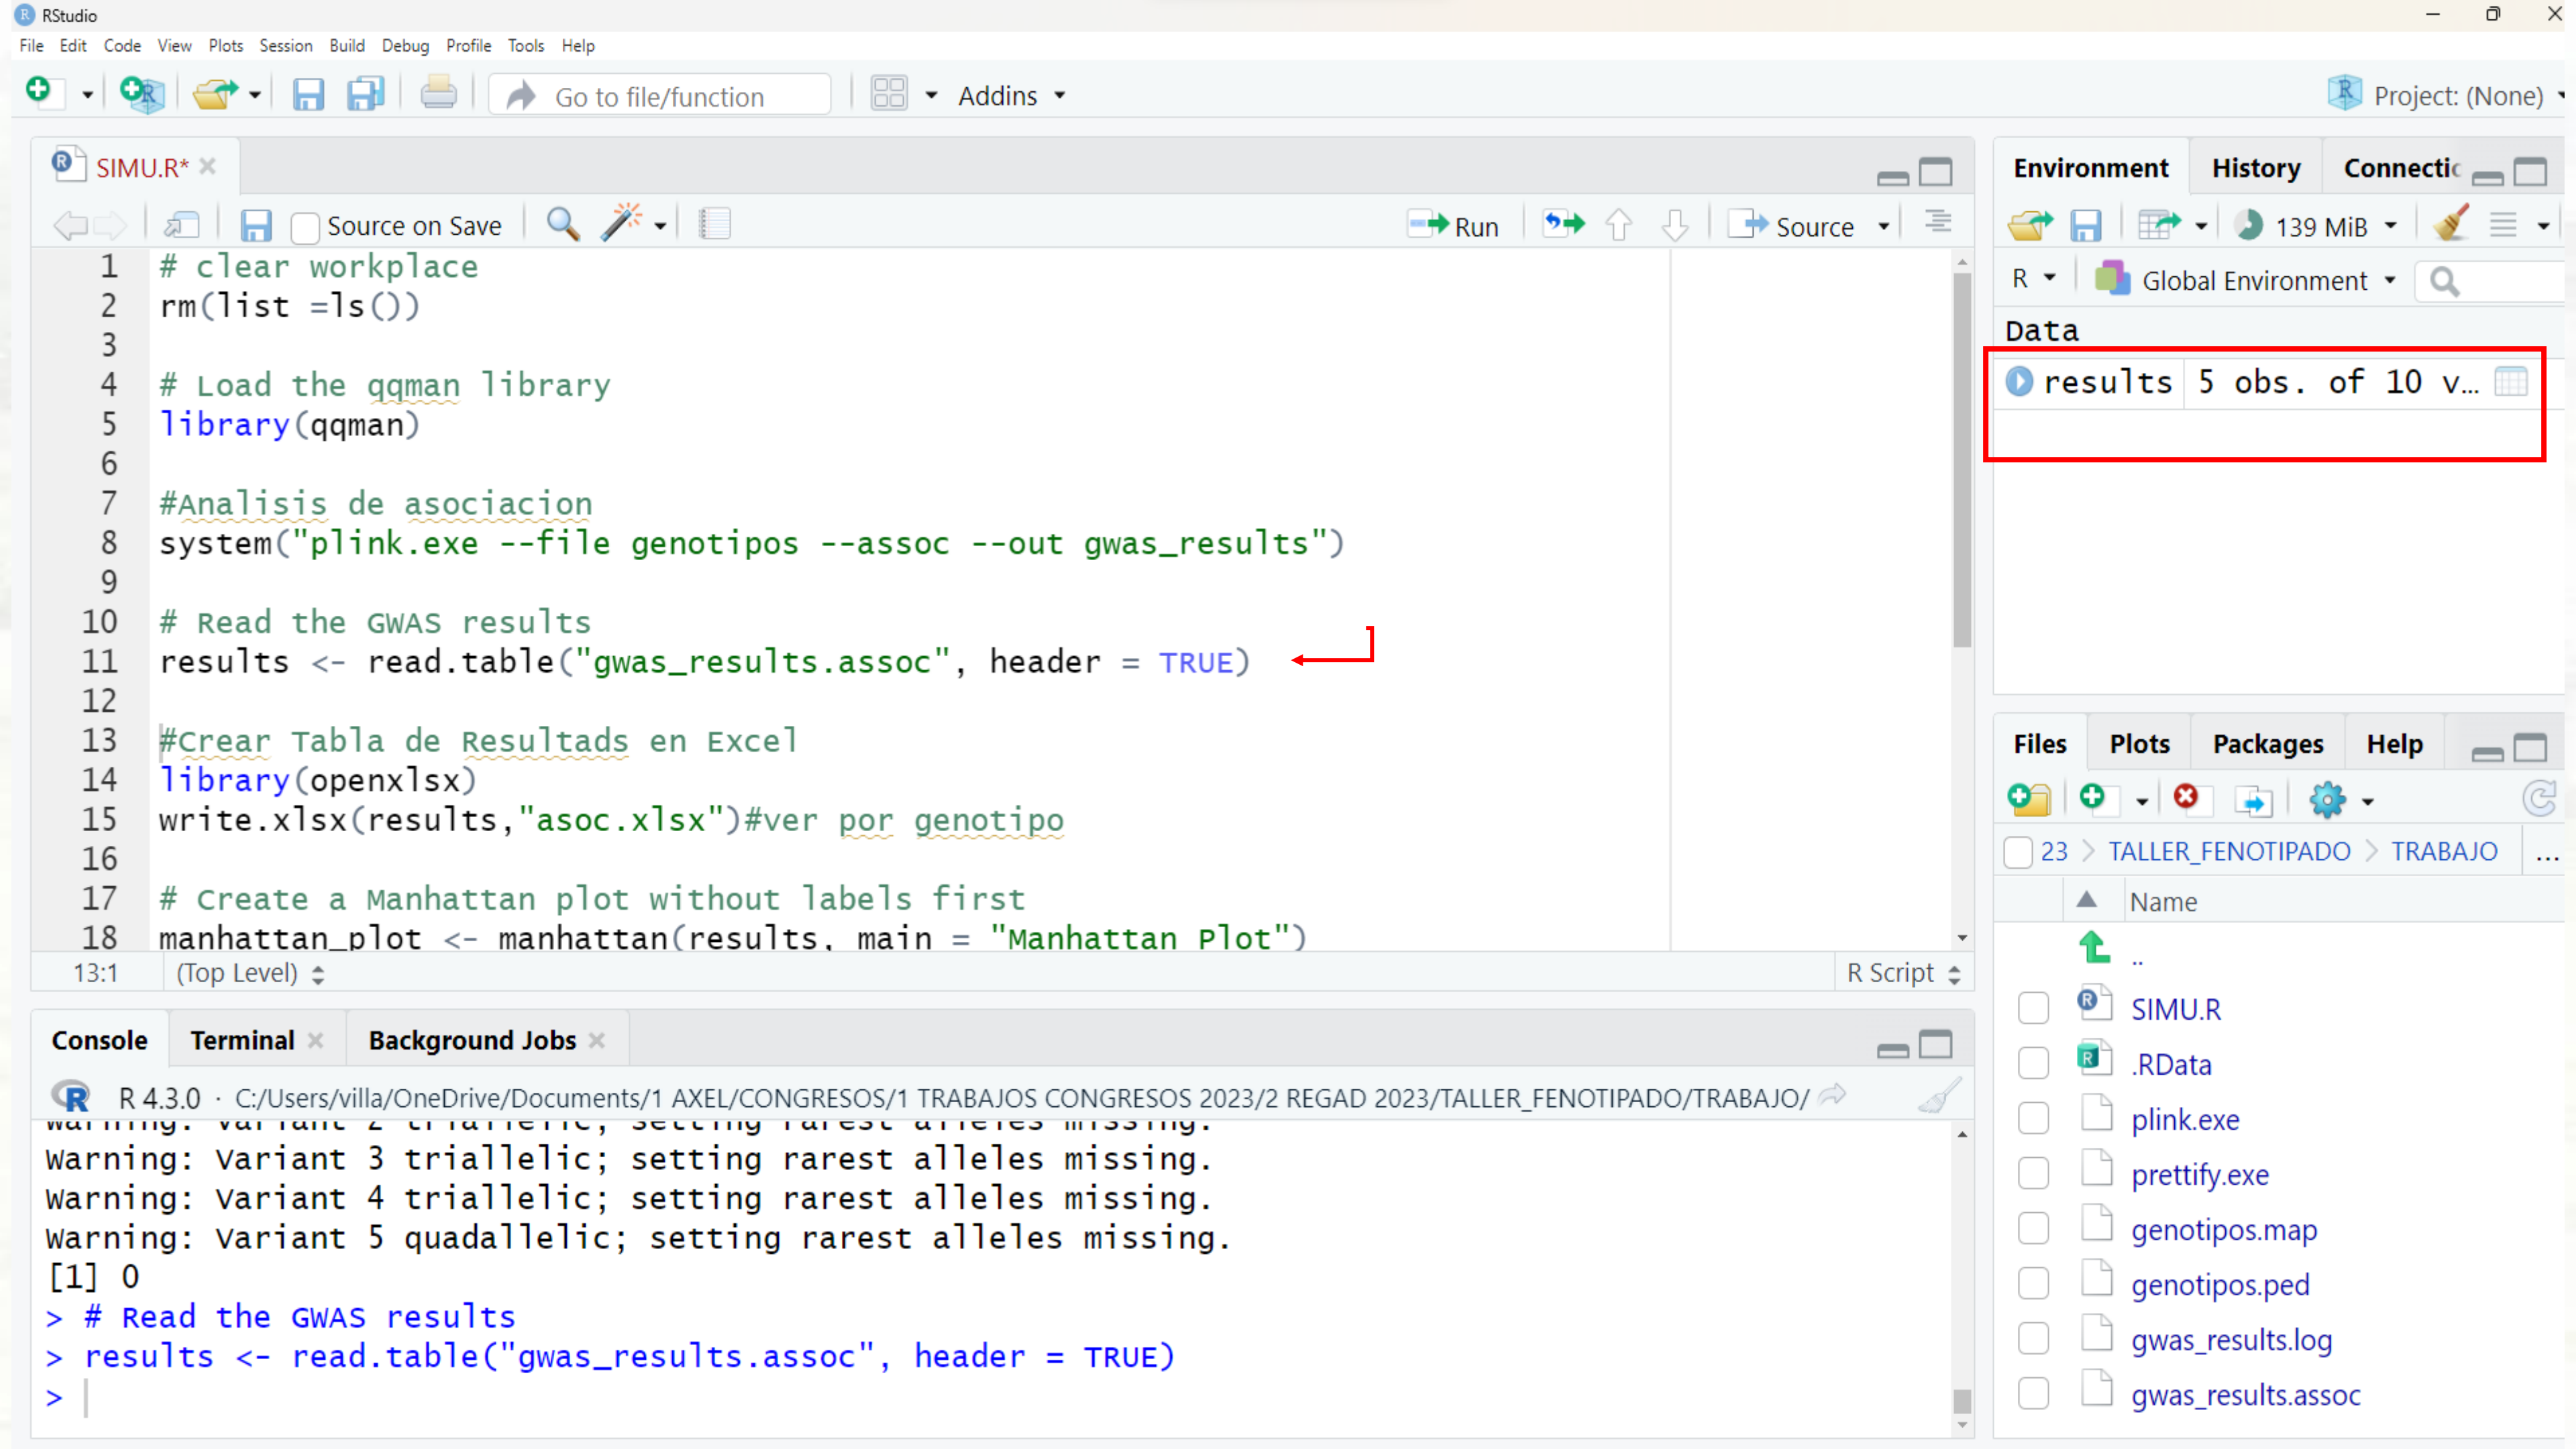 RStudio
File Edit Code View Plots Session Build Debug Profile Tools Help
Go to file/function Addins Project: (None)
SIMU.R*
Source on Save Run Source
1 # clear workplace
2 rm(list =ls())
3
4 # Load the qqman library
5 library(qqman)
6
7 #Analisis de asociacion
8 system("plink.exe --file genotipos --assoc --out gwas_results")
9
10 # Read the GWAS results
11 results <- read.table("gwas_results.assoc", header = TRUE)
12
13 #Crear Tabla de Resultads en Excel
14 library(openxlsx)
15 write.xlsx(results,"asoc.xlsx")#ver por genotipo
16
17 # Create a Manhattan plot without labels first
18 manhattan_plot <- manhattan(results, main = "Manhattan Plot")
13:1 (Top Level) R Script
Console Terminal Background Jobs
R 4.3.0 · C:/Users/villa/OneDrive/Documents/1 AXEL/CONGRESOS/1 TRABAJOS CONGRESOS 2023/2 REGAD 2023/TALLER_FENOTIPADO/TRABAJO/
Warning: Variant 2 triallelic; setting rarest alleles missing.
Warning: Variant 3 triallelic; setting rarest alleles missing.
Warning: Variant 4 triallelic; setting rarest alleles missing.
Warning: Variant 5 quadallelic; setting rarest alleles missing.
[1] 0
> # Read the GWAS results
> results <- read.table("gwas_results.assoc", header = TRUE)
>
Environment History Connectic
139 MiB
R Global Environment
Data
results 5 obs. of 10 v…
Files Plots Packages Help
23 TALLER_FENOTIPADO TRABAJO ...
Name
..
SIMU.R
.RData
plink.exe
prettify.exe
genotipos.map
genotipos.ped
gwas_results.log
gwas_results.assoc